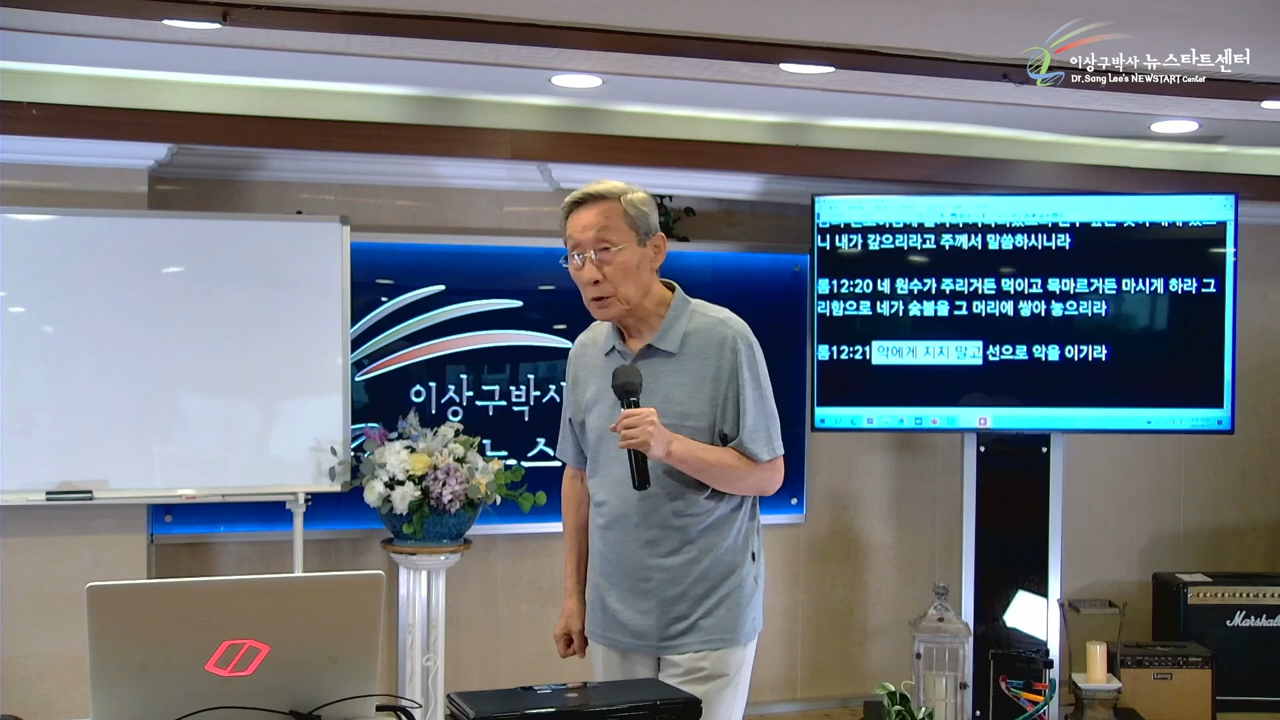 이상구박사 뉴스타트센터
Dr. Sang Lee's NEWSTART Center
니 내가 갚으리라고 주께서 말씀하시니라
롬12:20 네 원수가 주리거든 먹이고 목마르거든 마시게 하라 그
리함으로 네가 숯불을 그 머리에 쌓아 놓으리라
롬12:21 악에게 지지 말고 선으로 악을 이기라
이상구박사
뉴스
Marshall
Laney